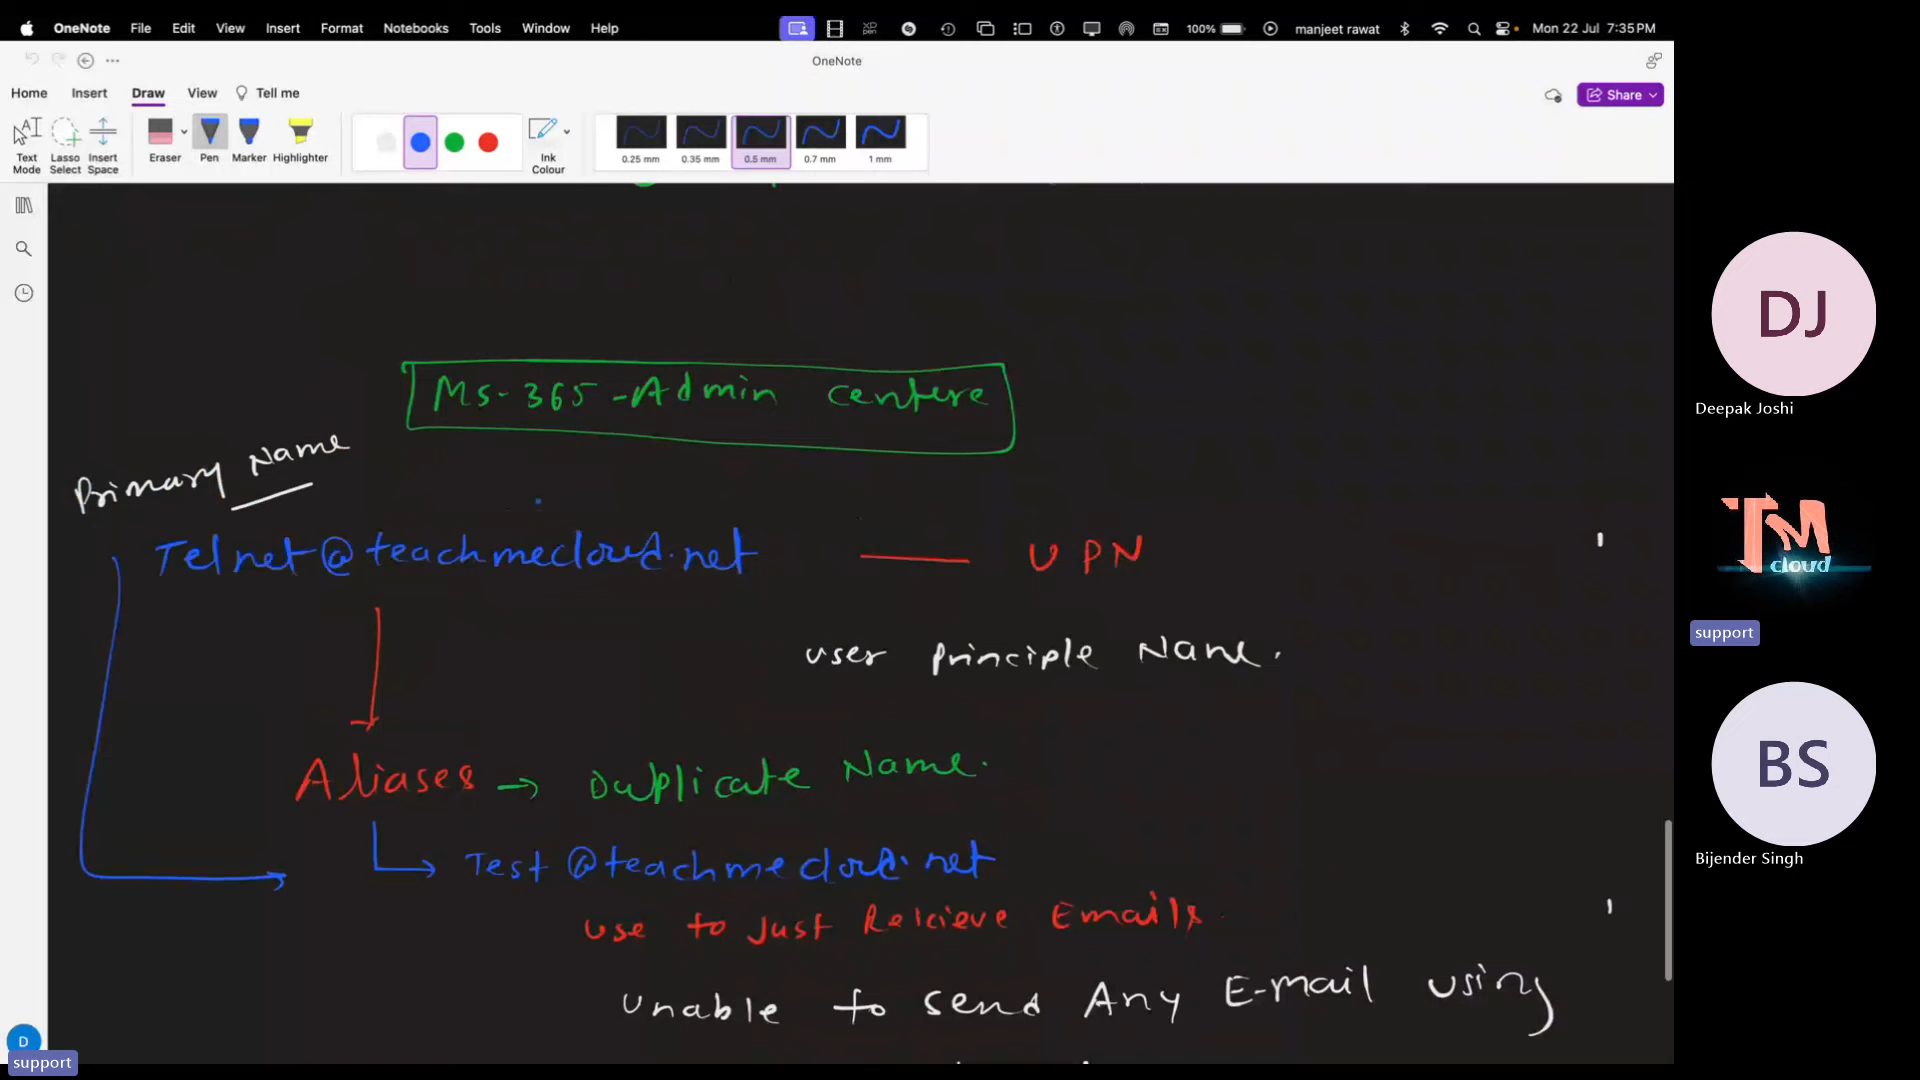 OneNote File Edit View Insert Format Notebooks Tools Window Help 100% manjeet rawat Mon 22 Jul 7:35 PM
OneNote
Home Insert Draw View Tell me Share
Text Mode Lasso Select Insert Space Eraser Pen Marker Highlighter Ink Colour 0.25 mm 0.35 mm 0.5 mm 0.7 mm 1 mm
Ms-365-Admin centere
Primary Name
Telnet@teachmecloud.net — UPN
user Principle Name.
Aliases → Duplicate Name.
Test@teachmecloud.net
use to Just Relcieve Emails
unable to send Any E-mail using
DJ
Deepak Joshi
TM
cloud
support
BS
Bijender Singh
D
support